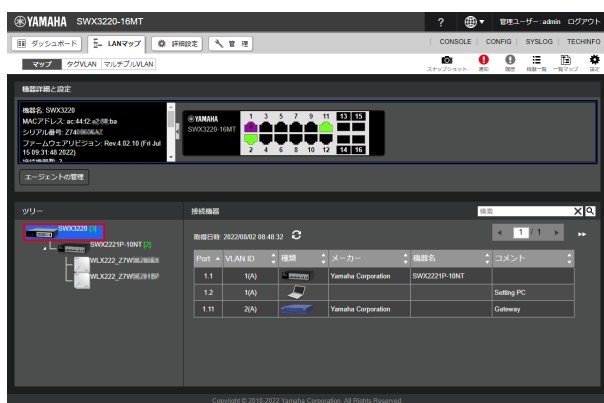 YAMAHA SWX3220-16MT
? 管理ユーザー: admin ログアウト
ダッシュボード LANマップ 詳細設定 管 理
CONSOLE CONFIG SYSLOG TECHINFO
マップ タグVLAN マルチプルVLAN
スナップショット 通知 履歴 機器一覧 一覧マップ 設定
機器詳細と設定
機器名: SWX3220
MACアドレス: ac:44:f2: :ba
シリアル番号: Z740
ファームウェアリビジョン: Rev.4.02.10 (Fri Jul
15 09:31:48 2022)
YAMAHA
SWX3220-16MT
1 3 5 7 9 11 13 15
2 4 6 8 10 12 14 16
エージェントの管理
ツリー
SWX3220 [3]
SWX2221P-10NT [2]
WLX222_Z7W
WLX222_Z7W
接続機器
検索
取得日時: 2022/08/02 08:48:32
1 / 1
Port VLAN ID 種類 メーカー 機器名 コメント
1.1 1(A) Yamaha Corporation SWX2221P-10NT
1.2 1(A) Setting PC
1.11 2(A) Yamaha Corporation Gateway
Copyright © 2018-2022 Yamaha Corporation. All Rights Reserved.